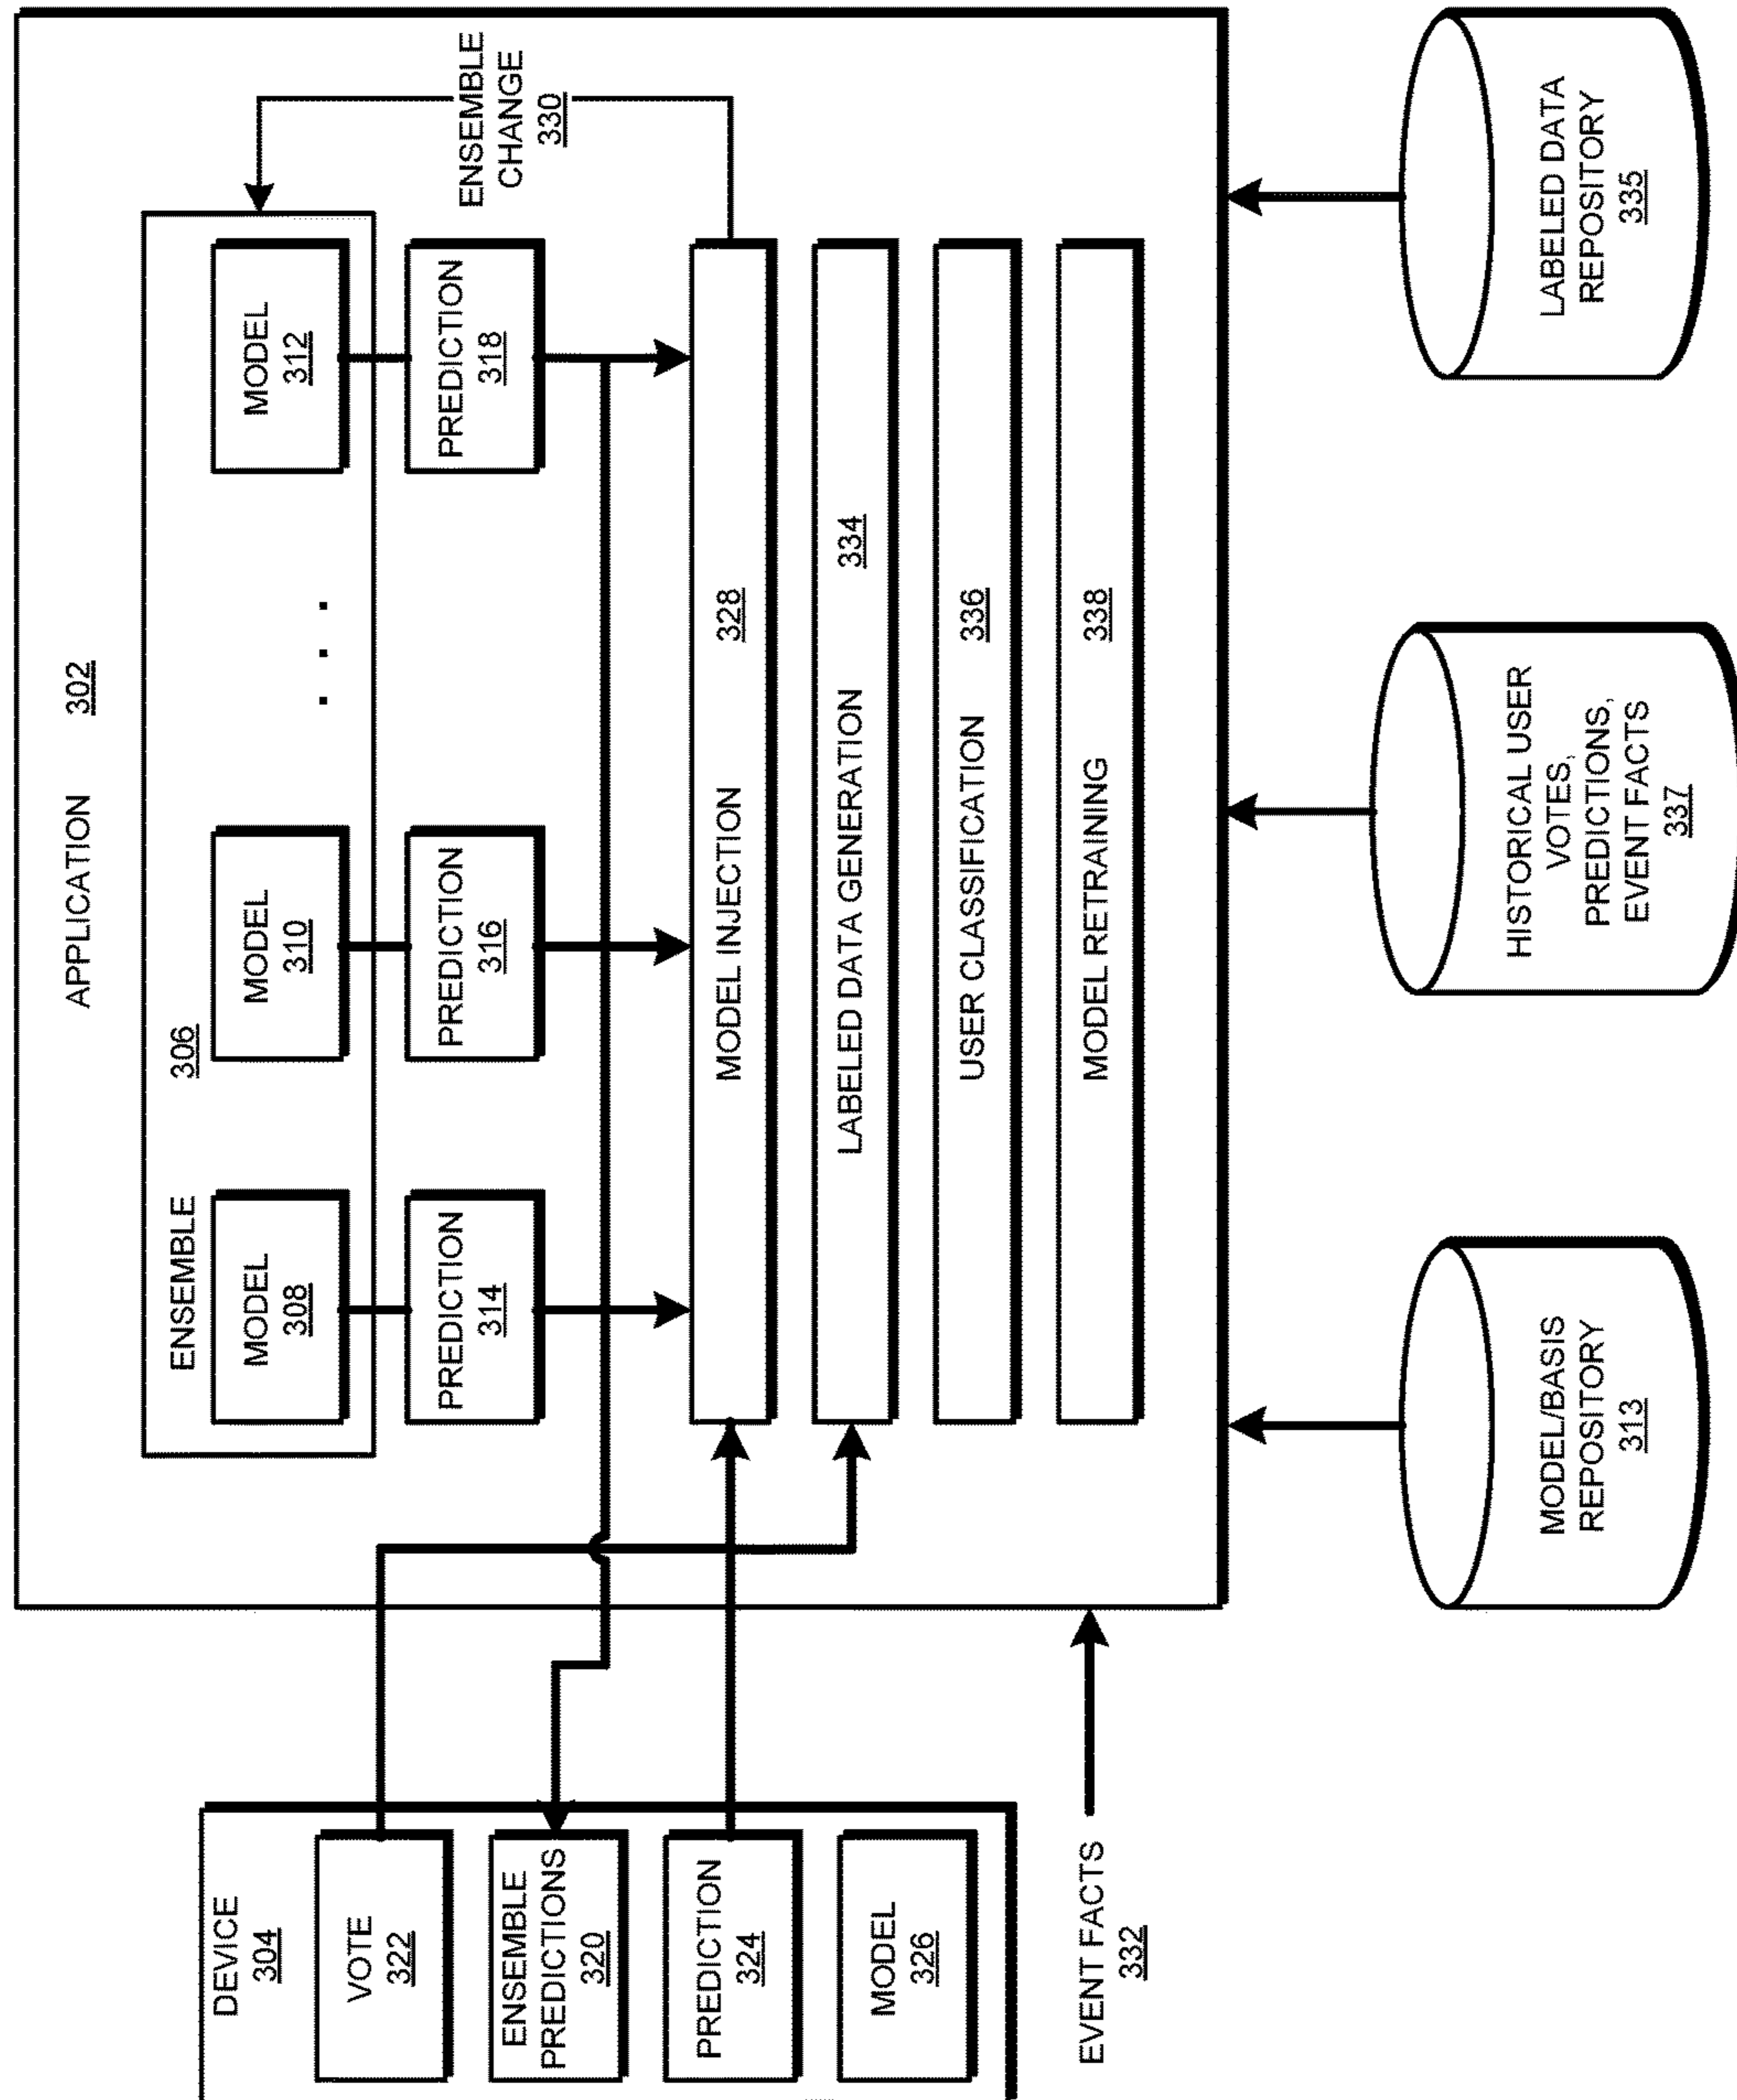 APPLICATION 302
ENSEMBLE 306
MODEL
308
MODEL
310
. . .
MODEL
312
PREDICTION
314
PREDICTION
316
PREDICTION
318
ENSEMBLE
CHANGE
330
MODEL INJECTION 328
LABELED DATA GENERATION 334
USER CLASSIFICATION 336
MODEL RETRAINING 338
DEVICE
304
VOTE
322
ENSEMBLE
PREDICTIONS
320
PREDICTION
324
MODEL
326
EVENT FACTS
332
MODEL/BASIS
REPOSITORY
313
HISTORICAL USER
VOTES,
PREDICTIONS,
EVENT FACTS
337
LABELED DATA
REPOSITORY
335